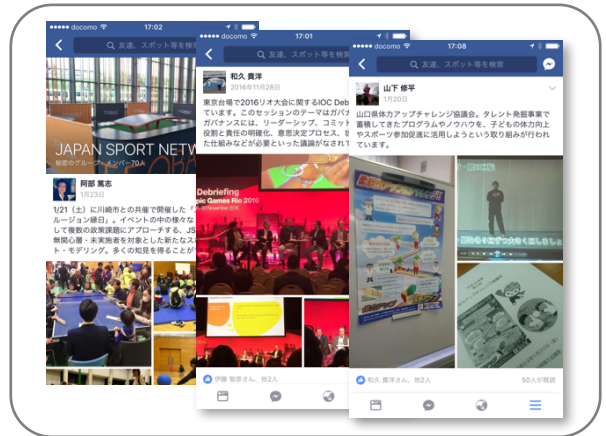 docomo 17:02
友達、スポット等を検索
JAPAN SPORT NETW
秘密のグループ・メンバー70人
阿部 篤志
1月23日
1/21（土）に川崎市との共催で開催した「
ルージョン縁日」。イベントの中の様々な
して複数の政策課題にアプローチする、JS
無関心層・未実施者を対象とした新たなス
ト・モデリング。多くの知見を得ることが
docomo 17:01
友達、スポット等を検索
和久 貴洋
2016年11月28日
東京台場で2016リオ大会に関するIOC Deb
ています。このセッションのテーマはガバ
ガバナンスには、リーダーシップ、コミット
役割と責任の明確化、意思決定プロセス、
た仕組みなどが必要といった議論がなされて
Debriefing
pic Games Rio 2016
伊藤 智彦さん、他2人
docomo 17:08
友達、スポット等を検索
山下 修平
1月20日
山口県体力アップチャレンジ協議会。タレント発掘事業で
蓄積してきたプログラムやノウハウを、子どもの体力向上
やスポーツ参加促進に活用しようという取り組みが行われ
ています。
和久 貴洋さん、他2人
50人が既読